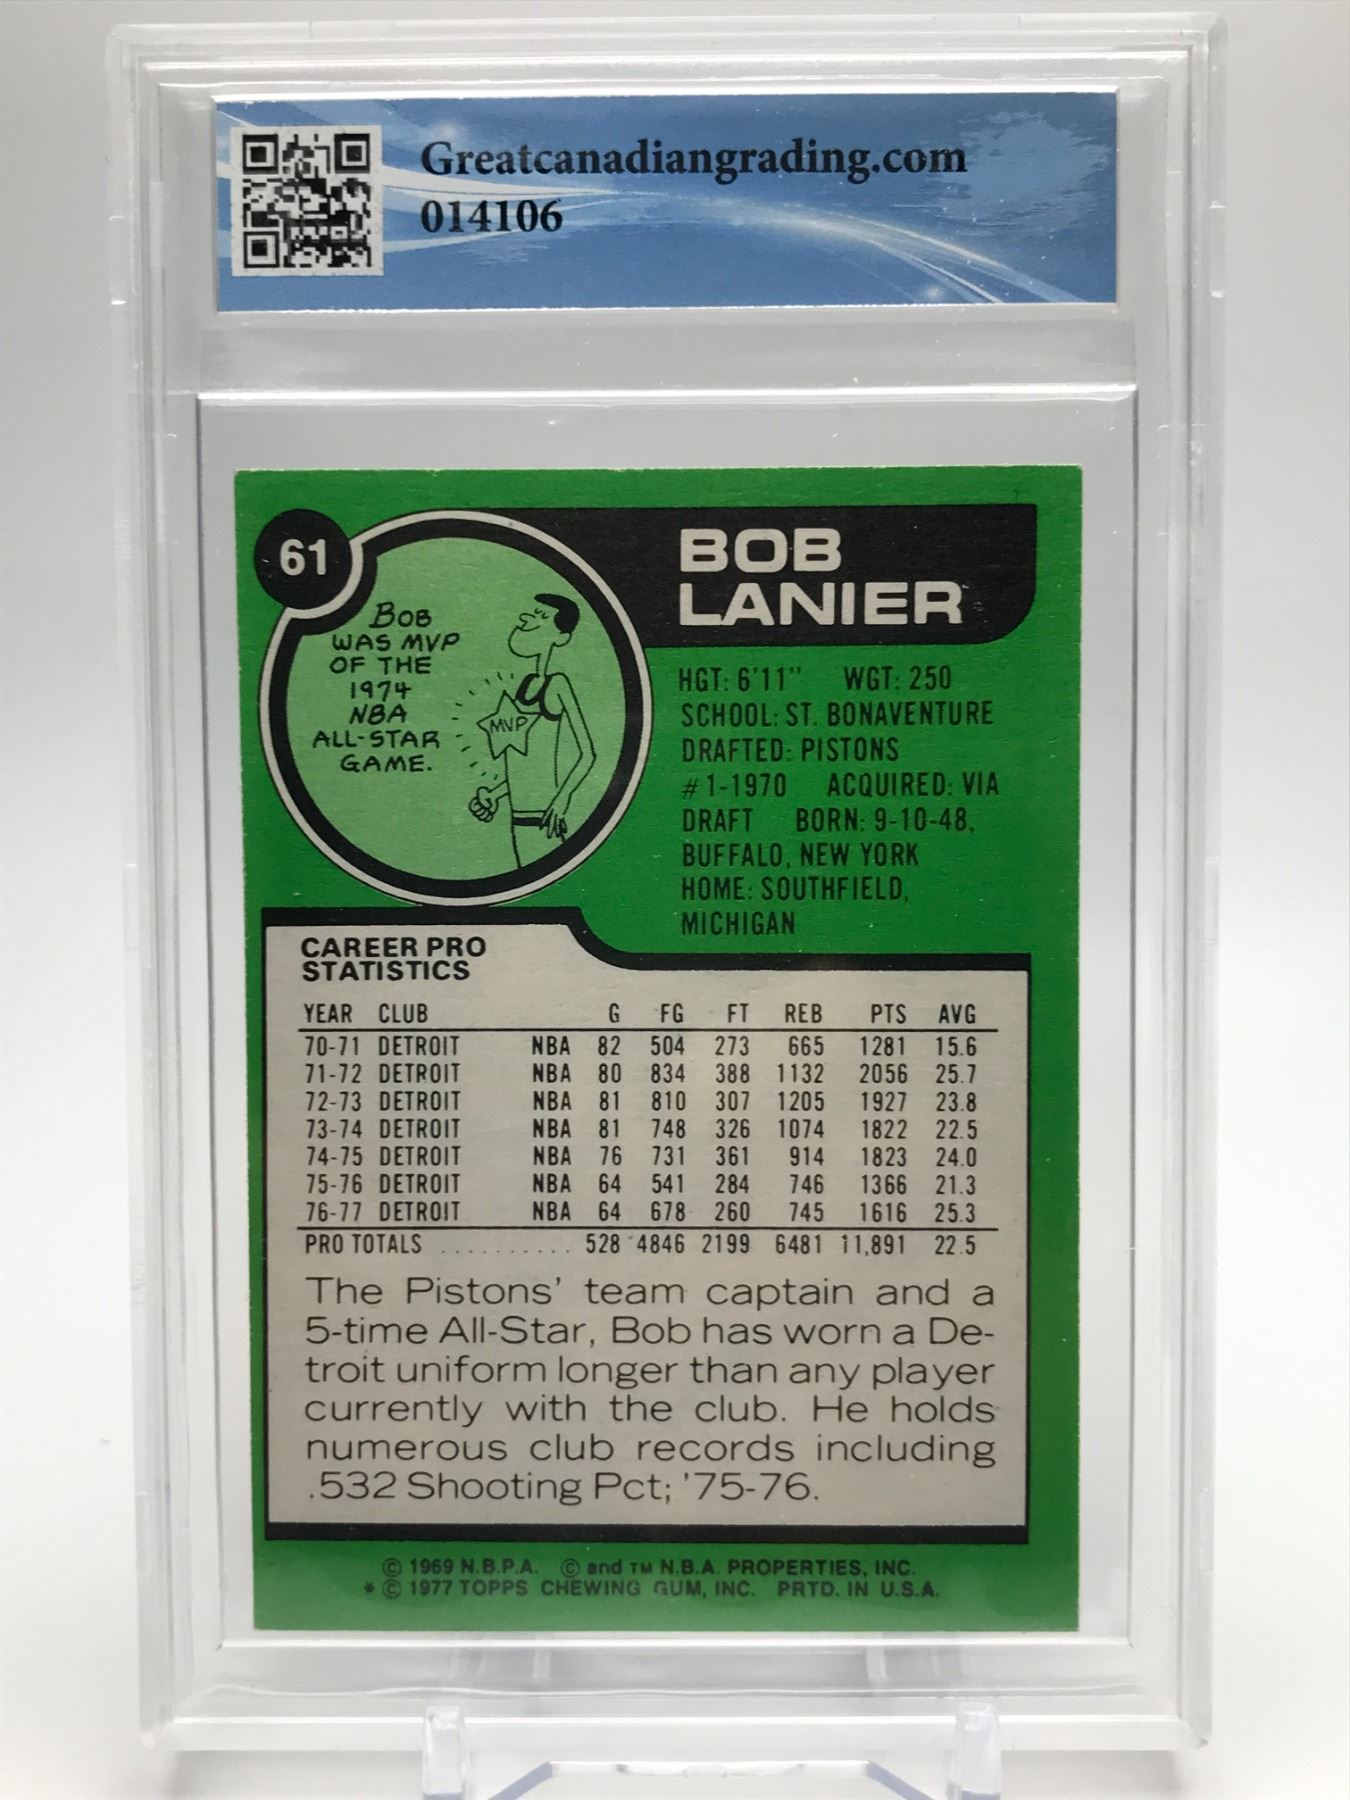 Greatcanadiangrading.com
014106
61
BOB
LANIER
BOB
WAS MVP
OF THE
1974
NBA
ALL-STAR
GAME.
MVP
HGT: 6'11" WGT: 250
SCHOOL: ST. BONAVENTURE
DRAFTED: PISTONS
#1-1970 ACQUIRED: VIA
DRAFT BORN: 9-10-48,
BUFFALO, NEW YORK
HOME: SOUTHFIELD,
MICHIGAN
CAREER PRO
STATISTICS
YEAR CLUB G FG FT REB PTS AVG
70-71 DETROIT NBA 82 504 273 665 1281 15.6
71-72 DETROIT NBA 80 834 388 1132 2056 25.7
72-73 DETROIT NBA 81 810 307 1205 1927 23.8
73-74 DETROIT NBA 81 748 326 1074 1822 22.5
74-75 DETROIT NBA 76 731 361 914 1823 24.0
75-76 DETROIT NBA 64 541 284 746 1366 21.3
76-77 DETROIT NBA 64 678 260 745 1616 25.3
PRO TOTALS .......... 528 4846 2199 6481 11,891 22.5
The Pistons' team captain and a
5-time All-Star, Bob has worn a De-
troit uniform longer than any player
currently with the club. He holds
numerous club records including
.532 Shooting Pct; '75-76.
© 1969 N.B.P.A. © and TM N.B.A. PROPERTIES, INC.
* © 1977 TOPPS CHEWING GUM, INC. PRTD. IN U.S.A.